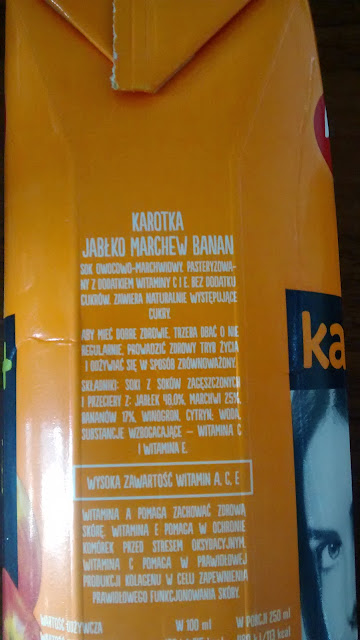 KAROTKA
JABŁKO MARCHEW BANAN
SOK OWOCOWO-MARCHWIOWY, PASTERYZOWA-
NY Z DODATKIEM WITAMINY C I E. BEZ DODATKU
CUKRÓW. ZAWIERA NATURALNIE WYSTĘPUJĄCE
CUKRY.
ABY MIEĆ DOBRE ZDROWIE, TRZEBA DBAĆ O NIE
REGULARNIE, PROWADZIĆ ZDROWY TRYB ŻYCIA
I ODŻYWIAĆ SIĘ W SPOSÓB ZRÓWNOWAŻONY.
SKŁADNIKI: SOKI Z SOKÓW ZAGĘSZCZONYCH
I PRZECIERY Z: JABŁEK 48,0%, MARCHWI 25%,
BANANÓW 17%, WINOGRON, CYTRYN, WODA,
SUBSTANCJE WZBOGACAJĄCE – WITAMINA C
I WITAMINA E.
WYSOKA ZAWARTOŚĆ WITAMIN A, C, E
WITAMINA A POMAGA ZACHOWAĆ ZDROWĄ
SKÓRĘ. WITAMINA E POMAGA W OCHRONIE
KOMÓREK PRZED STRESEM OKSYDACYJNYM.
WITAMINA C POMAGA W PRAWIDŁOWEJ
PRODUKCJI KOLAGENU W CELU ZAPEWNIENIA
PRAWIDŁOWEGO FUNKCJONOWANIA SKÓRY.
WARTOŚĆ ODŻYWCZA W 100 ml W PORCJI 250 ml
ka